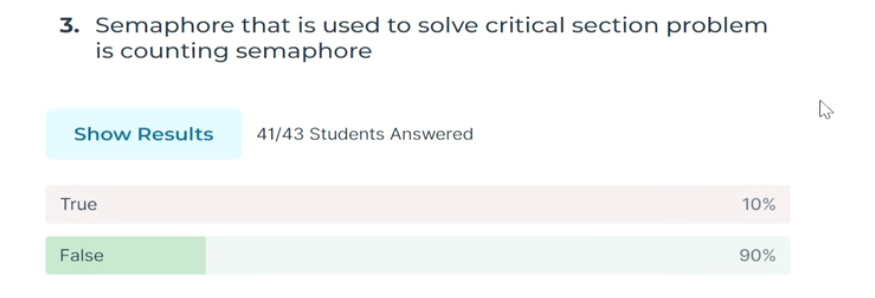 3. Semaphore that is used to solve critical section problem
is counting semaphore
Show Results 41/43 Students Answered
True 10%
False 90%